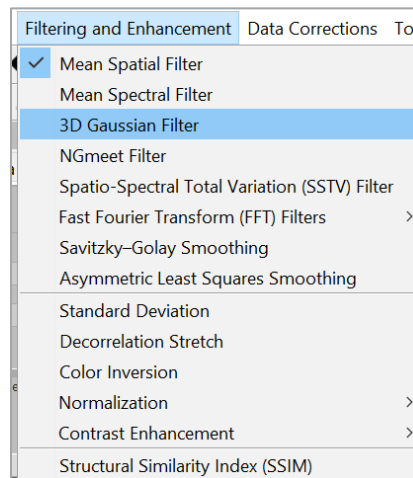 Filtering and Enhancement Data Corrections To
Mean Spatial Filter
Mean Spectral Filter
3D Gaussian Filter
NGmeet Filter
Spatio-Spectral Total Variation (SSTV) Filter
Fast Fourier Transform (FFT) Filters
Savitzky–Golay Smoothing
Asymmetric Least Squares Smoothing
Standard Deviation
Decorrelation Stretch
Color Inversion
Normalization
Contrast Enhancement
Structural Similarity Index (SSIM)